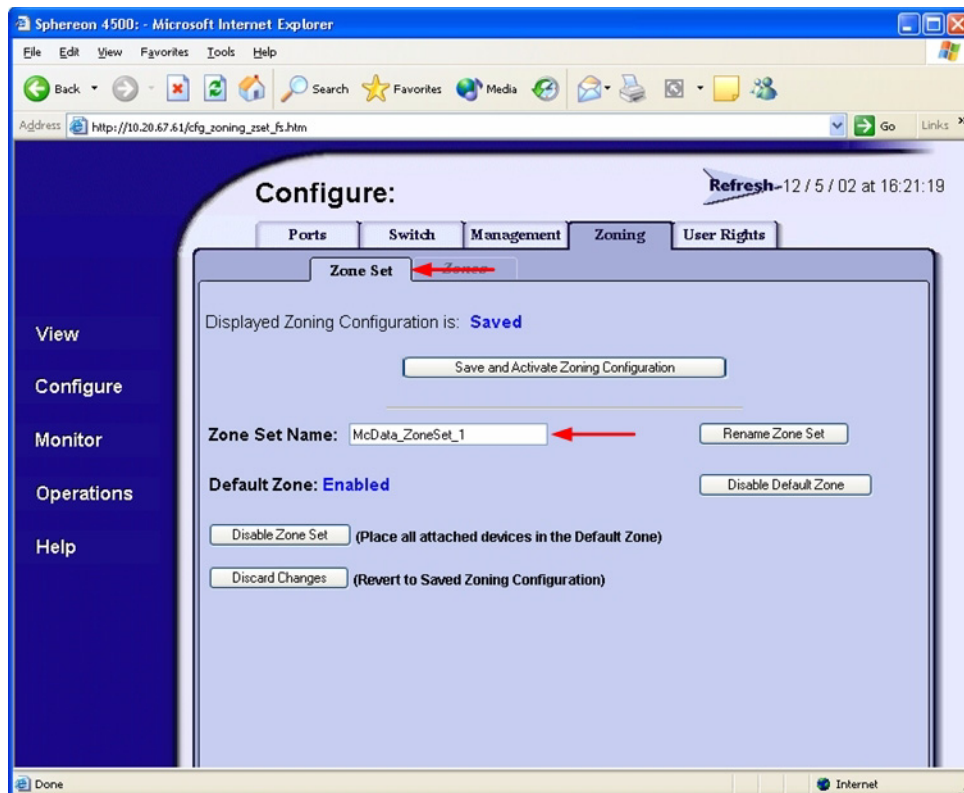 Sphereon 4500: - Microsoft Internet Explorer
File Edit View Favorites Tools Help
Back Search Favorites Media
Address http://10.20.67.61/cfg_zoning_zset_fs.htm Go Links »
Configure:
Refresh-12 / 5 / 02 at 16:21:19
Ports Switch Management Zoning User Rights
Zone Set Zones
Displayed Zoning Configuration is: Saved
Save and Activate Zoning Configuration
View
Configure
Monitor
Operations
Help
Zone Set Name: McData_ZoneSet_1 Rename Zone Set
Default Zone: Enabled Disable Default Zone
Disable Zone Set (Place all attached devices in the Default Zone)
Discard Changes (Revert to Saved Zoning Configuration)
Done Internet